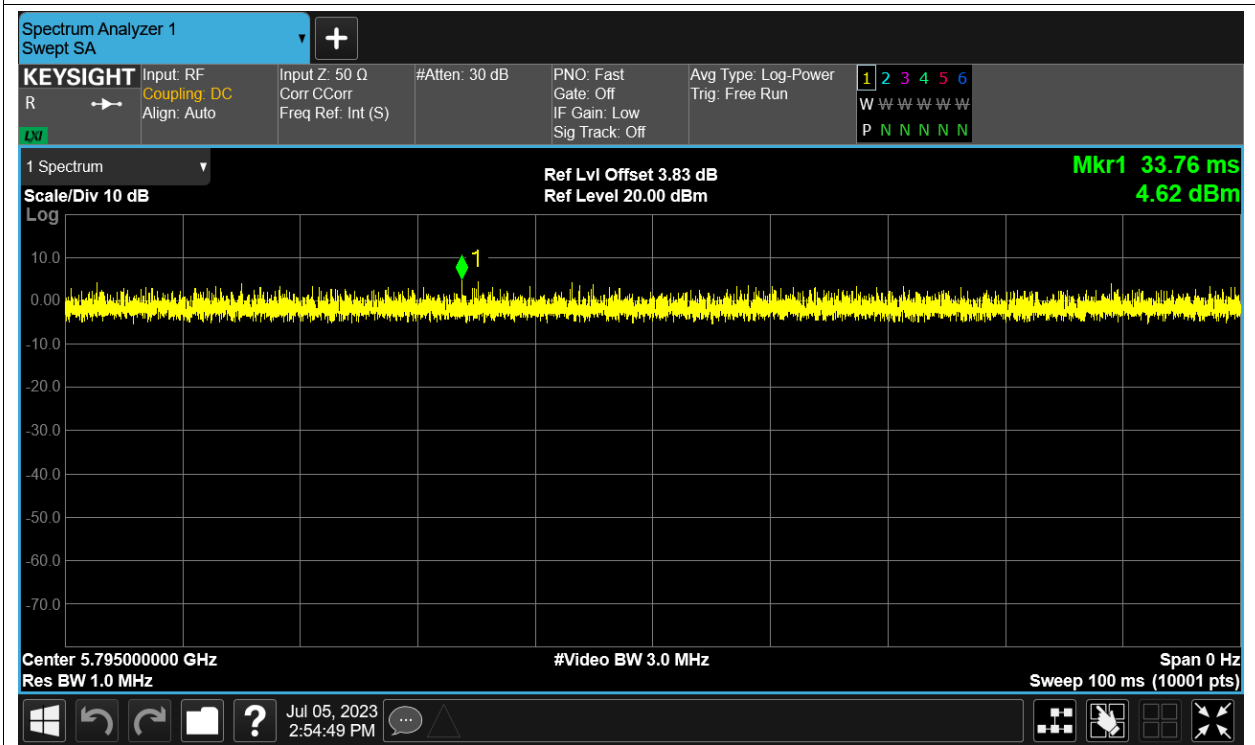 Spectrum Analyzer 1
Swept SA
KEYSIGHT
R
LXI
Input: RF
Coupling: DC
Align: Auto
Input Z: 50 Ω
Corr CCorr
Freq Ref: Int (S)
#Atten: 30 dB
PNO: Fast
Gate: Off
IF Gain: Low
Sig Track: Off
Avg Type: Log-Power
Trig: Free Run
1 2 3 4 5 6
W W W W W W
P N N N N N
1 Spectrum
Scale/Div 10 dB
Log
Ref Lvl Offset 3.83 dB
Ref Level 20.00 dBm
Mkr1 33.76 ms
4.62 dBm
1
10.0
0.00
-10.0
-20.0
-30.0
-40.0
-50.0
-60.0
-70.0
Center 5.795000000 GHz
Res BW 1.0 MHz
#Video BW 3.0 MHz
Span 0 Hz
Sweep 100 ms (10001 pts)
?
Jul 05, 2023
2:54:49 PM